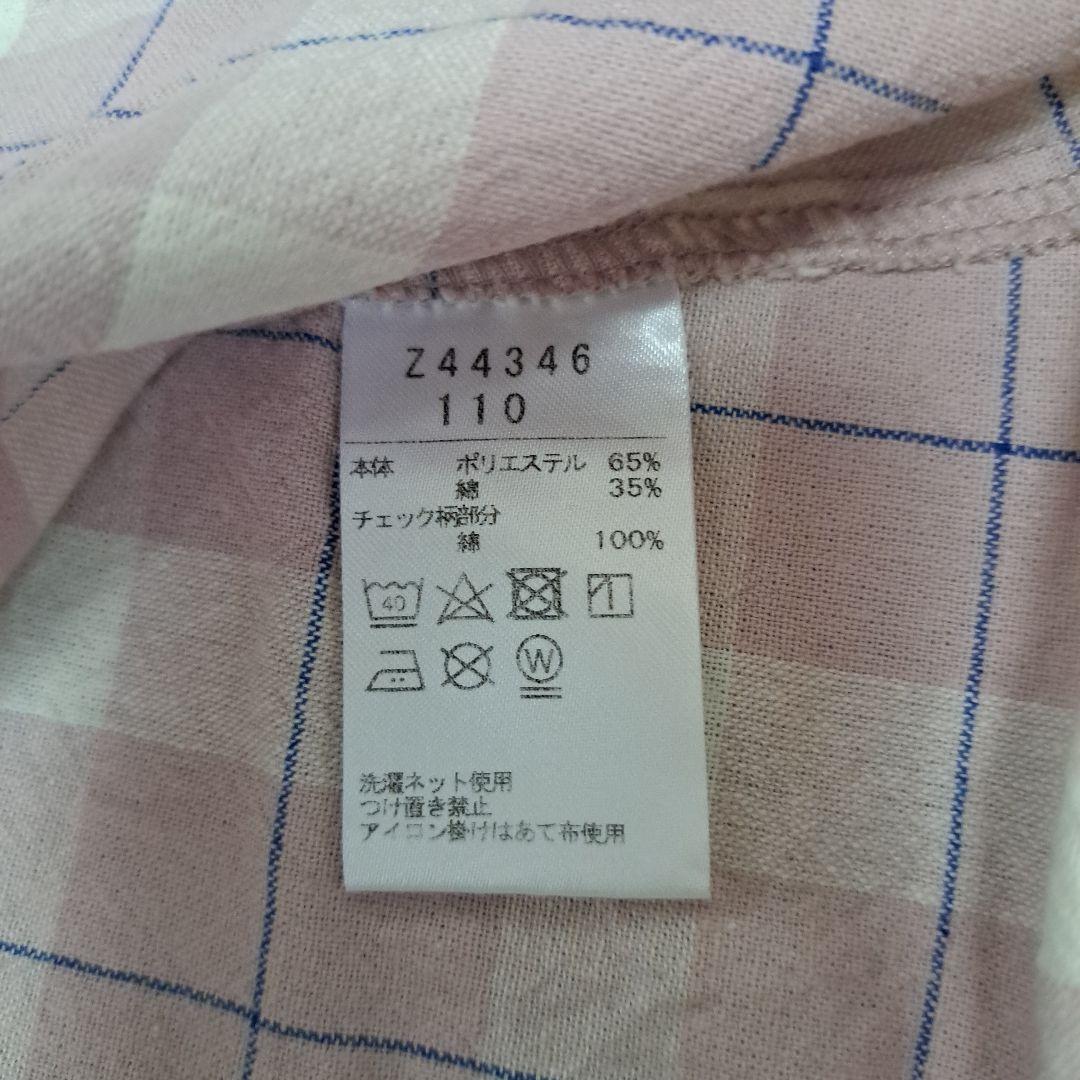 Z44346
110
本体 ポリエステル 65%
綿 35%
チェック柄部分
綿 100%
40
W
洗濯ネット使用
つけ置き禁止
アイロン掛けはあて布使用